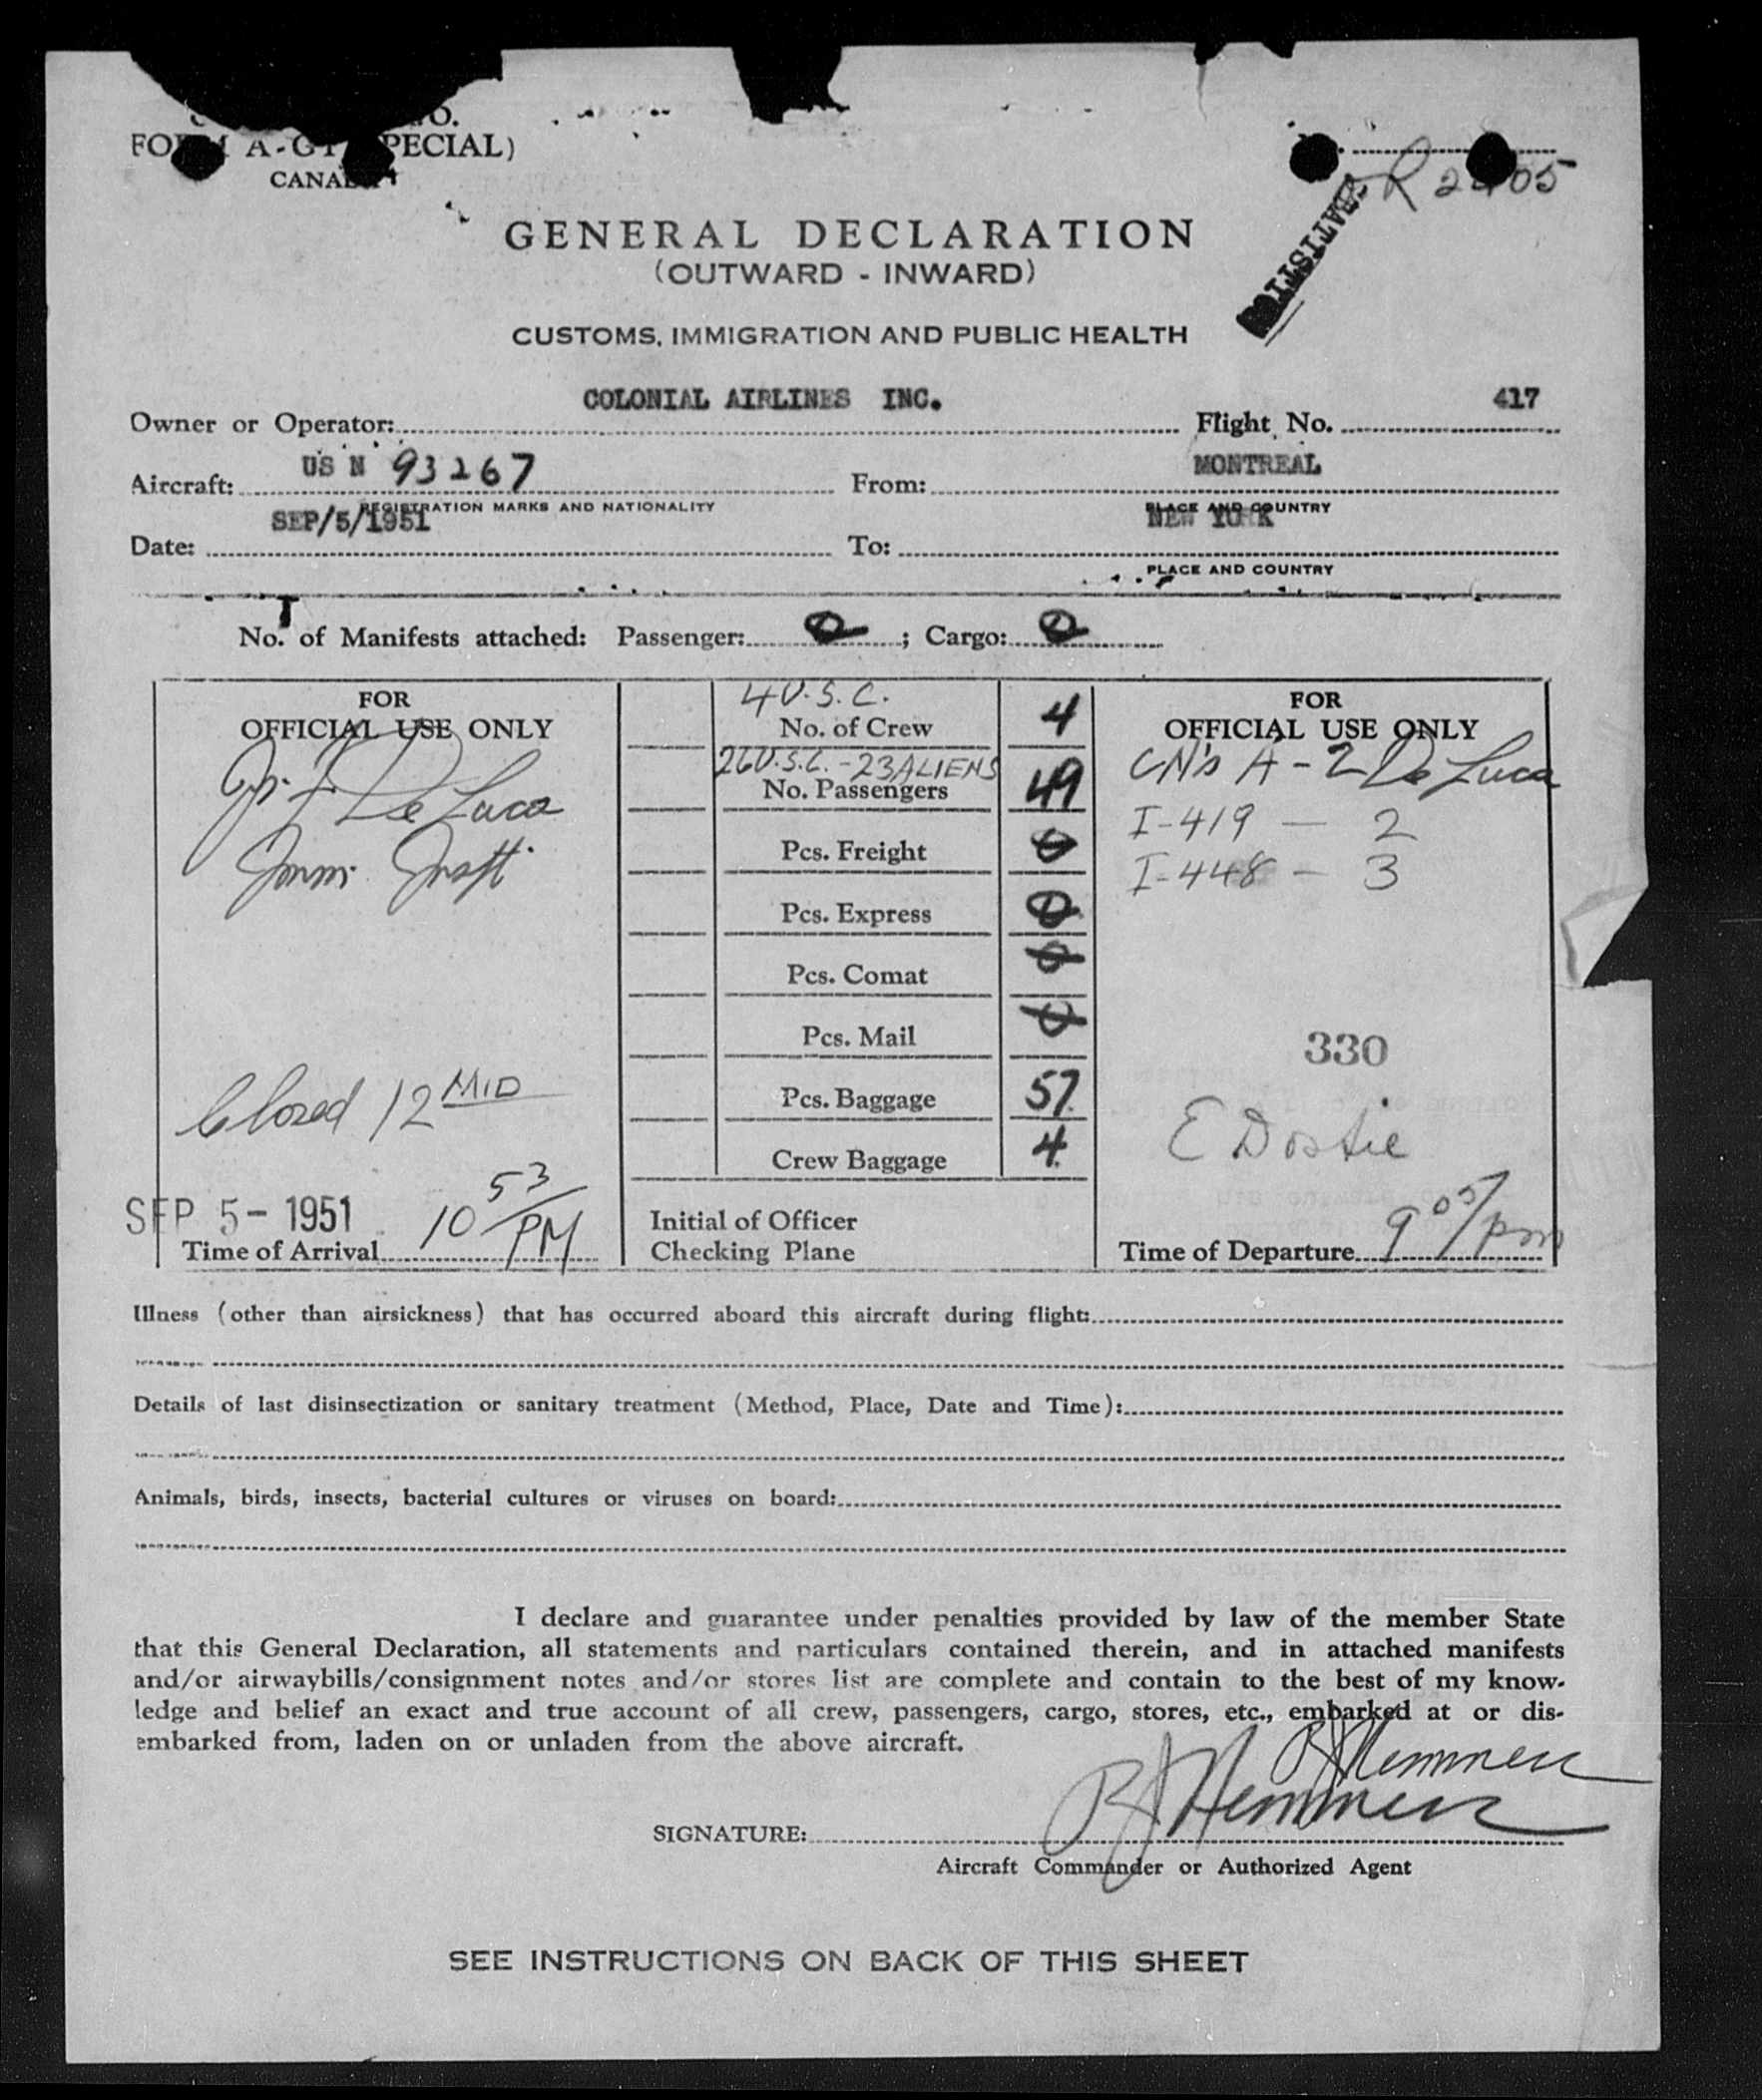 CANADA
GENERAL DECLARATION
(OUTWARD - INWARD)
CUSTOMS, IMMIGRATION AND PUBLIC HEALTH
Owner or Operator: COLONIAL AIRLINES INC. Flight No. 417
Aircraft: US N 93267 From: MONTREAL
REGISTRATION MARKS AND NATIONALITY PLACE AND COUNTRY
Date: SEP/5/1951 To: NEW YORK
PLACE AND COUNTRY
No. of Manifests attached: Passenger: 0; Cargo: 0
FOR
OFFICIAL USE ONLY
De Luca
Closed 12 MID
SEP 5 - 1951
Time of Arrival 10 53/PM
4 U.S.C.
No. of Crew 4
26 U.S.C. - 23 ALIENS
No. Passengers 49
Pcs. Freight 0
Pcs. Express 0
Pcs. Comat 0
Pcs. Mail 0
Pcs. Baggage 57
Crew Baggage 4
Initial of Officer
Checking Plane
FOR
OFFICIAL USE ONLY
CN's A - 2 De Luca
I-419 - 2
I-448 - 3
330
E Dostie
Time of Departure 9 05/pm
Illness (other than airsickness) that has occurred aboard this aircraft during flight:
Details of last disinsectization or sanitary treatment (Method, Place, Date and Time):
Animals, birds, insects, bacterial cultures or viruses on board:
I declare and guarantee under penalties provided by law of the member State
that this General Declaration, all statements and particulars contained therein, and in attached manifests
and/or airwaybills/consignment notes and/or stores list are complete and contain to the best of my know-
ledge and belief an exact and true account of all crew, passengers, cargo, stores, etc., embarked at or dis-
embarked from, laden on or unladen from the above aircraft.
SIGNATURE:
Aircraft Commander or Authorized Agent
SEE INSTRUCTIONS ON BACK OF THIS SHEET